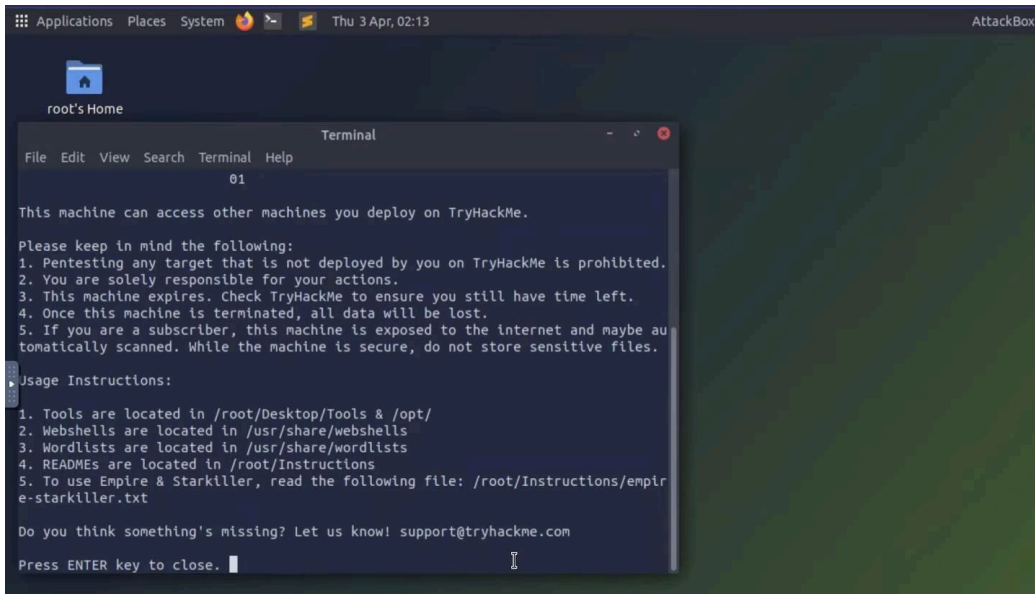 Applications Places System Thu 3 Apr, 02:13 AttackBox
root's Home
Terminal
File Edit View Search Terminal Help
01
This machine can access other machines you deploy on TryHackMe.
Please keep in mind the following:
1. Pentesting any target that is not deployed by you on TryHackMe is prohibited.
2. You are solely responsible for your actions.
3. This machine expires. Check TryHackMe to ensure you still have time left.
4. Once this machine is terminated, all data will be lost.
5. If you are a subscriber, this machine is exposed to the internet and maybe au
tomatically scanned. While the machine is secure, do not store sensitive files.
Usage Instructions:
1. Tools are located in /root/Desktop/Tools & /opt/
2. Webshells are located in /usr/share/webshells
3. Wordlists are located in /usr/share/wordlists
4. READMEs are located in /root/Instructions
5. To use Empire & Starkiller, read the following file: /root/Instructions/empir
e-starkiller.txt
Do you think something's missing? Let us know! support@tryhackme.com
Press ENTER key to close.